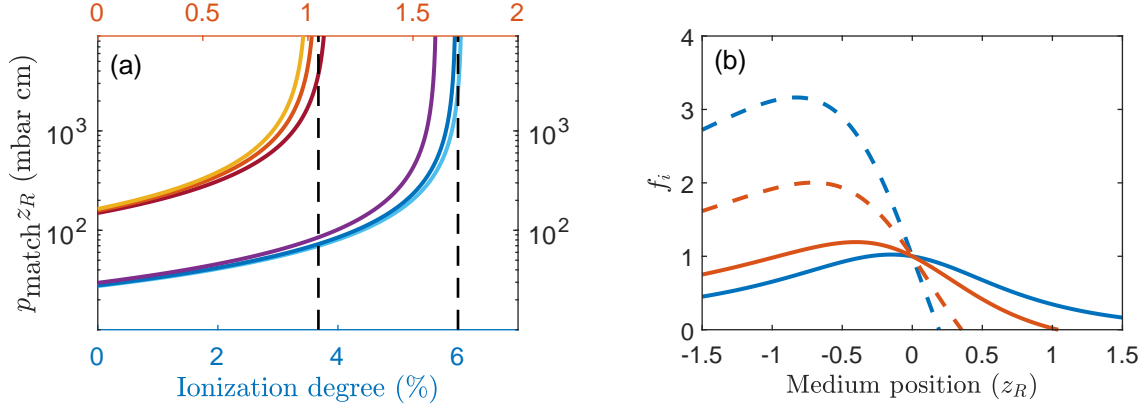 0 0.5 1 1.5 2
(a)
p_match z_R (mbar cm)
10^3
10^2
10^3
10^2
0 2 4 6
Ionization degree (%)
(b)
f_i
4
3
2
1
0
-1.5 -1 -0.5 0 0.5 1 1.5
Medium position (z_R)